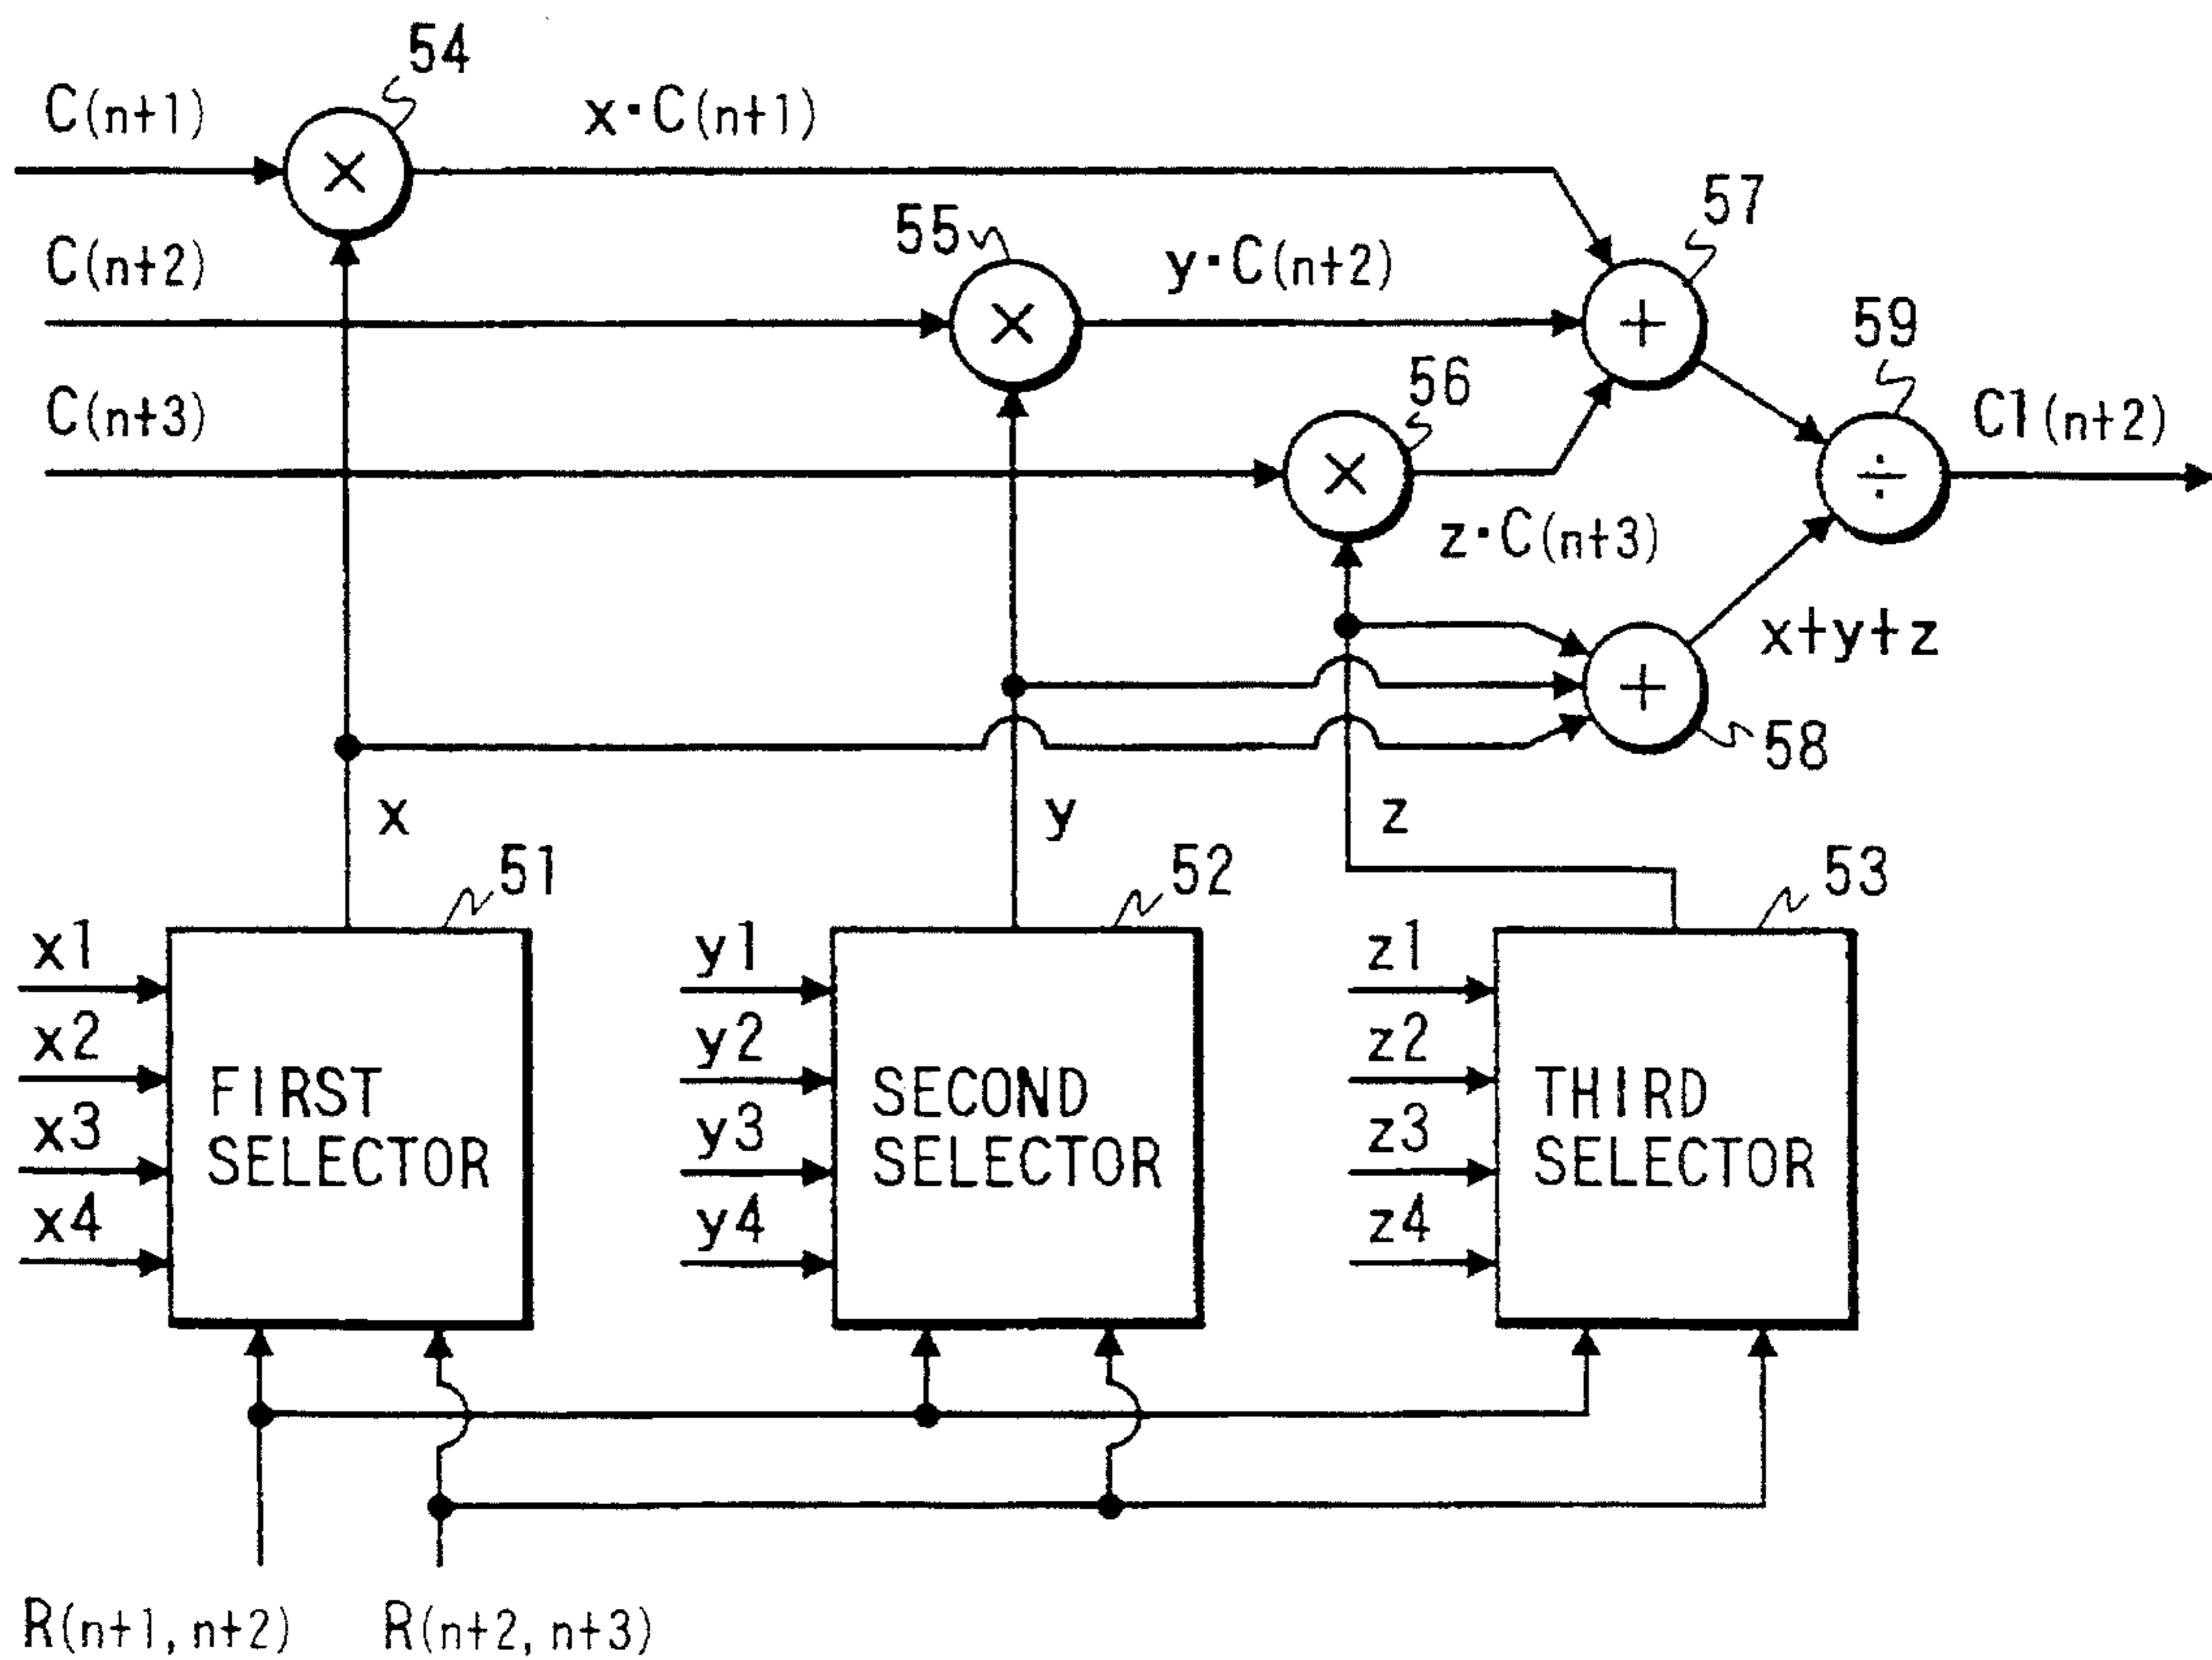 54
C(n+1)
x·C(n+1)
×
57
55
C(n+2)
y·C(n+2)
×
+
59
56
C(n+3)
C1(n+2)
×
÷
z·C(n+3)
x+y+z
+
58
x
y
z
51
52
53
x1
y1
z1
x2
y2
z2
FIRST
SELECTOR
SECOND
SELECTOR
THIRD
SELECTOR
x3
y3
z3
x4
y4
z4
R(n+1, n+2)
R(n+2, n+3)